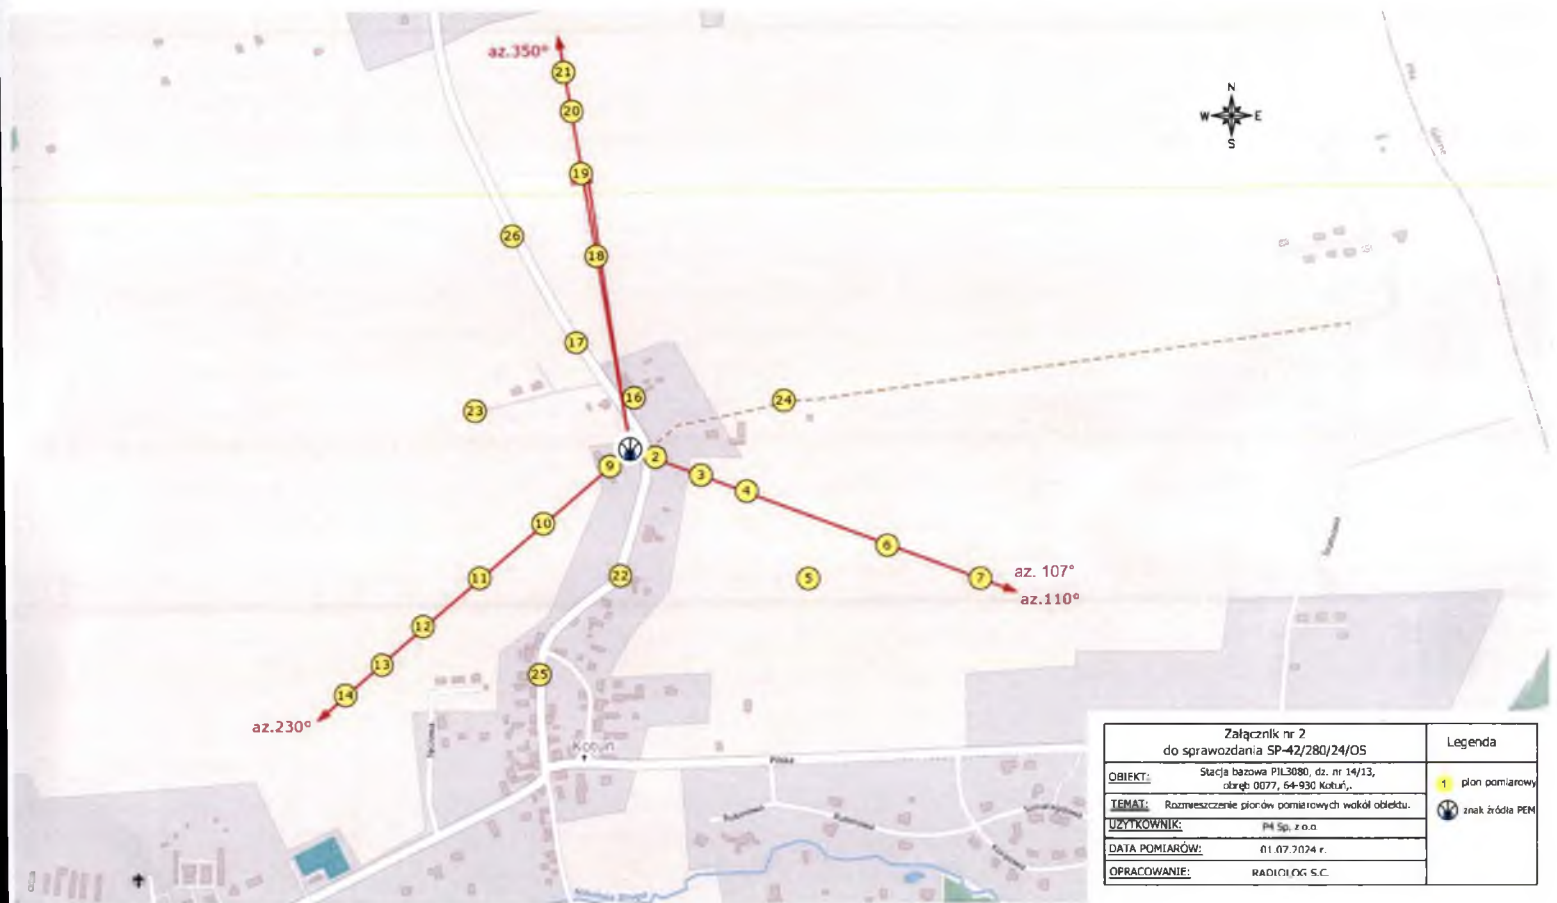 az.350°
21
20
N
W E
S
19
26
18
17
16
24
23
2
9
3
4
10
6
11
22
5
7
az. 107°
az.110°
12
13
25
14
az.230°
Kotuń
Pilska
Załącznik nr 2
do sprawozdania SP-42/280/24/OS
Legenda
OBIEKT:
Stacja bazowa PIL3080, dz. nr 14/13,
obręb 0077, 64-930 Kotuń,.
1 pion pomiarowy
TEMAT: Rozmieszczenie pionów pomiarowych wokół obiektu.
znak źródła PEM
UŻYTKOWNIK: P4 Sp. z o.o.
DATA POMIARÓW: 01.07.2024 r.
OPRACOWANIE: RADIOLOG S.C.